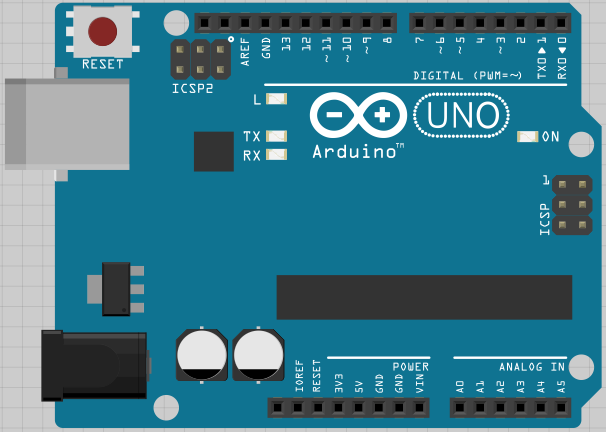 RESET
ICSP2
AREF
GND
13
12
~11
~10
~9
8
7
~6
~5
4
~3
2
TX0▲1
RX0▼0
DIGITAL (PWM=~)
L
TX
RX
UNO
Arduino™
ON
1
ICSP
IOREF
RESET
3V3
5V
GND
GND
VIN
POWER
ANALOG IN
A0
A1
A2
A3
A4
A5